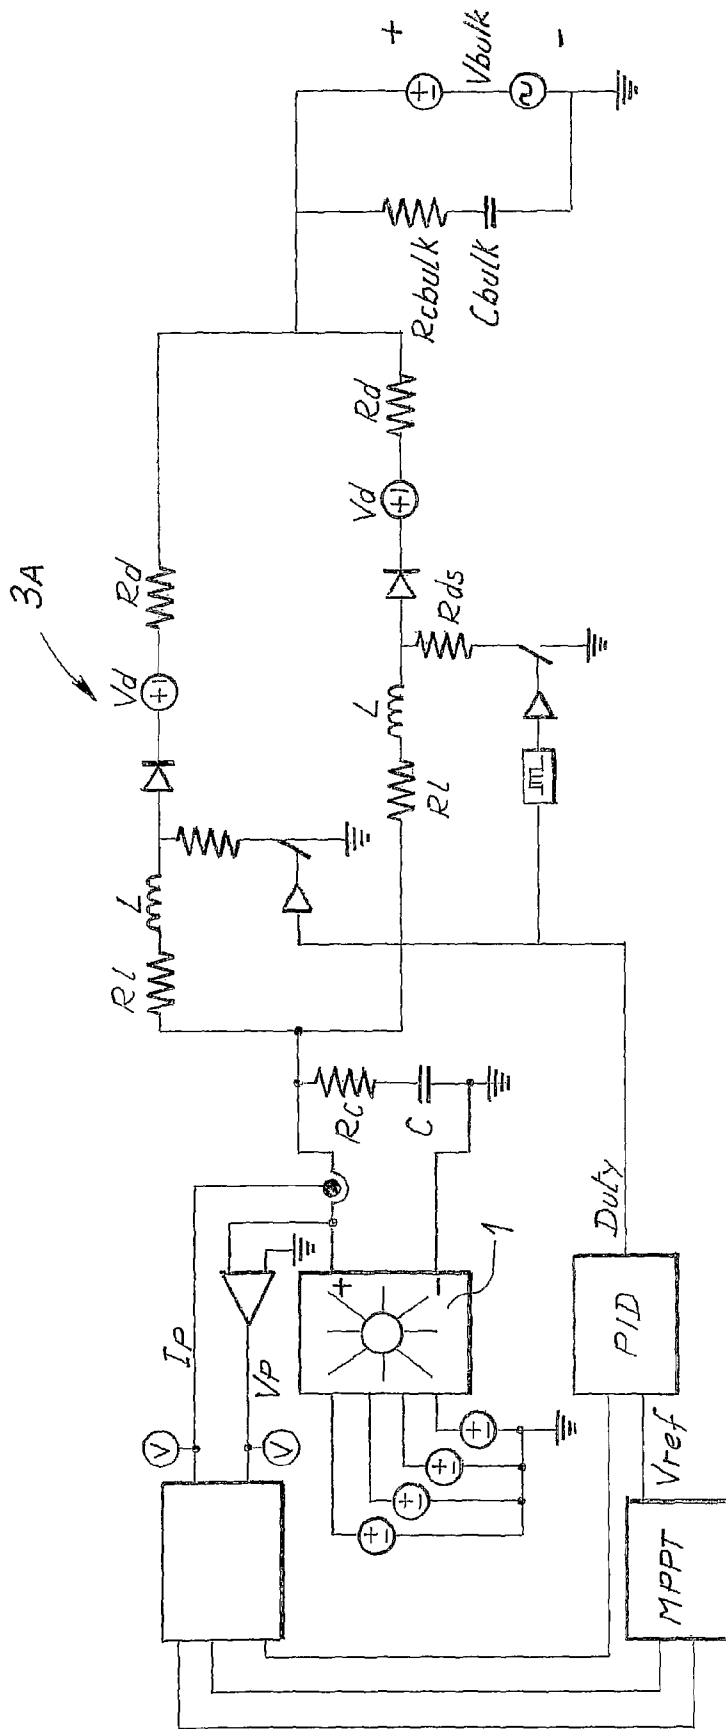 3A
Rl
L
Vd
Rd
Rl
L
Rds
Vd
Rd
Rcbulk
Cbulk
+
Vbulk
-
Ip
Vp
V
V
+
-
1
Rc
C
Duty
PID
Vref
MPPT